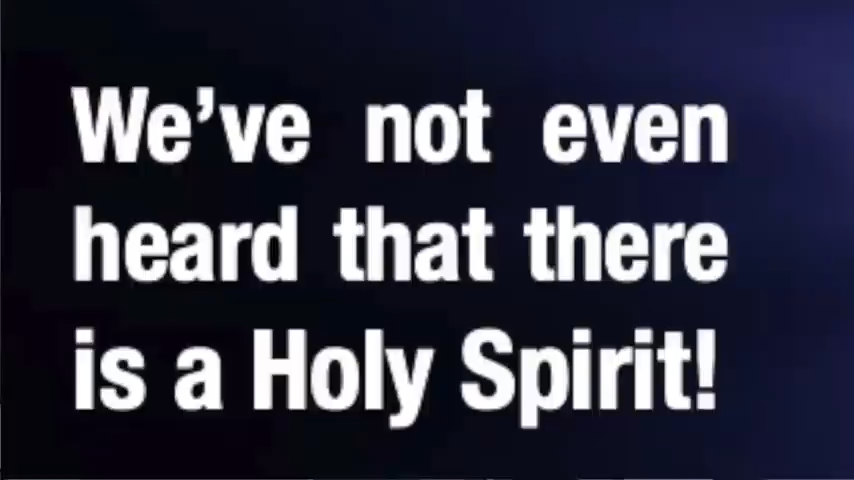 We’ve not even
heard that there
is a Holy Spirit!